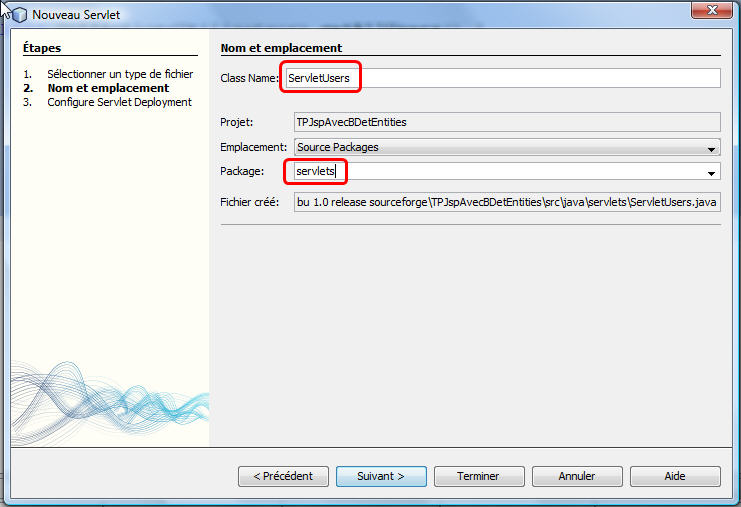 Nouveau Servlet
Étapes
1. Sélectionner un type de fichier
2. Nom et emplacement
3. Configure Servlet Deployment
Nom et emplacement
Class Name: ServletUsers
Projet: TPJspAvecBDetEntities
Emplacement: Source Packages
Package: servlets
Fichier créé: bu 1.0 release sourceforge\TPJspAvecBDetEntities\src\java\servlets\ServletUsers.java
< Précédent Suivant > Terminer Annuler Aide